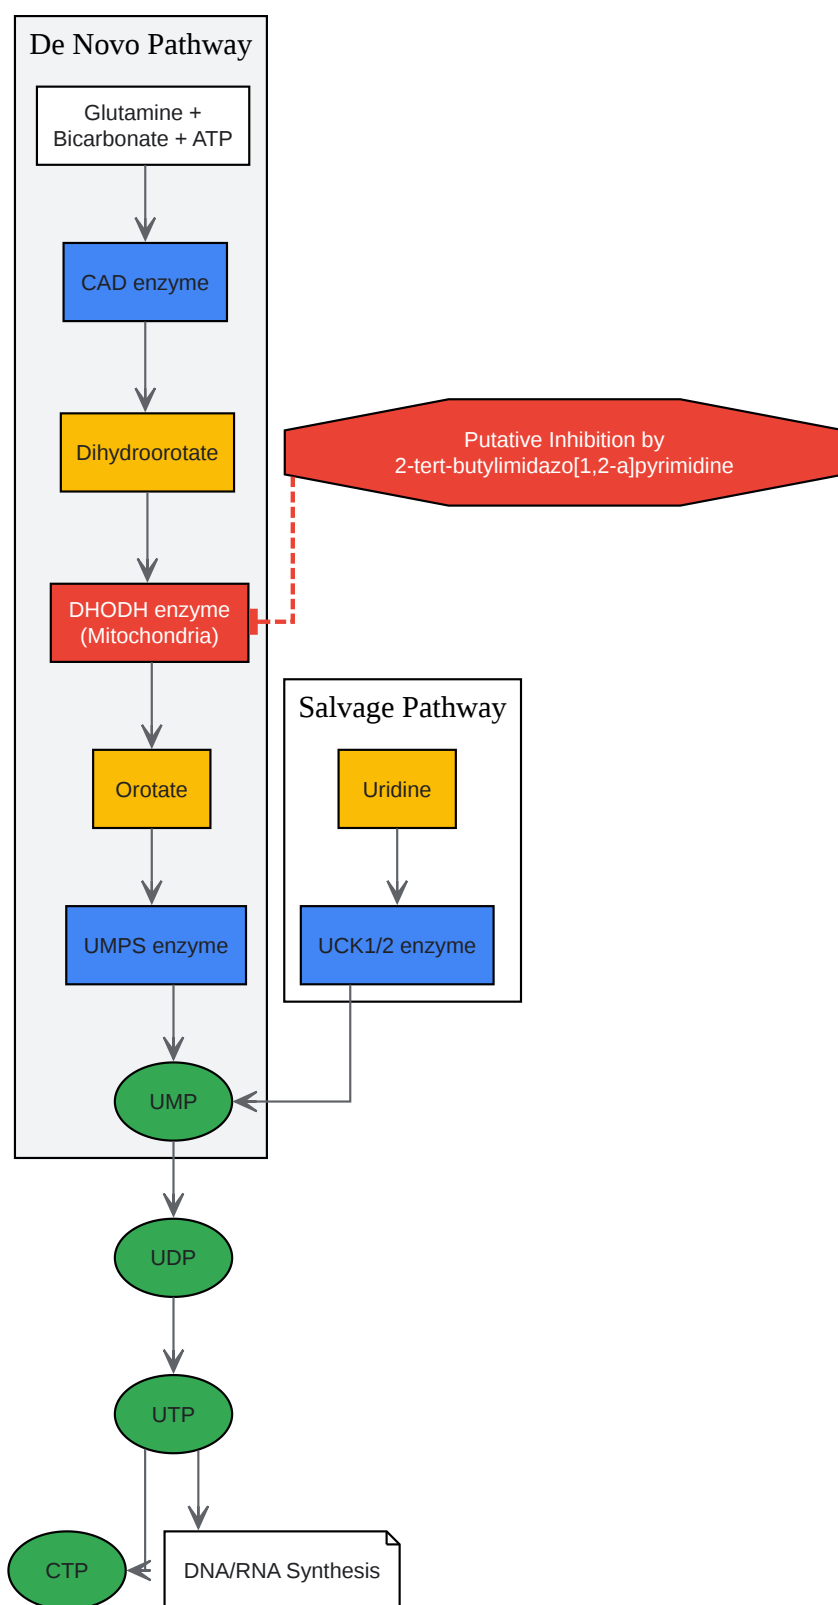 De Novo Pathway
Glutamine +
Bicarbonate + ATP
CAD enzyme
Dihydroorotate
Putative Inhibition by
2-tert-butylimidazo[1,2-a]pyrimidine
DHODH enzyme
(Mitochondria)
Salvage Pathway
Orotate
Uridine
UMPS enzyme
UCK1/2 enzyme
UMP
UDP
UTP
CTP
DNA/RNA Synthesis